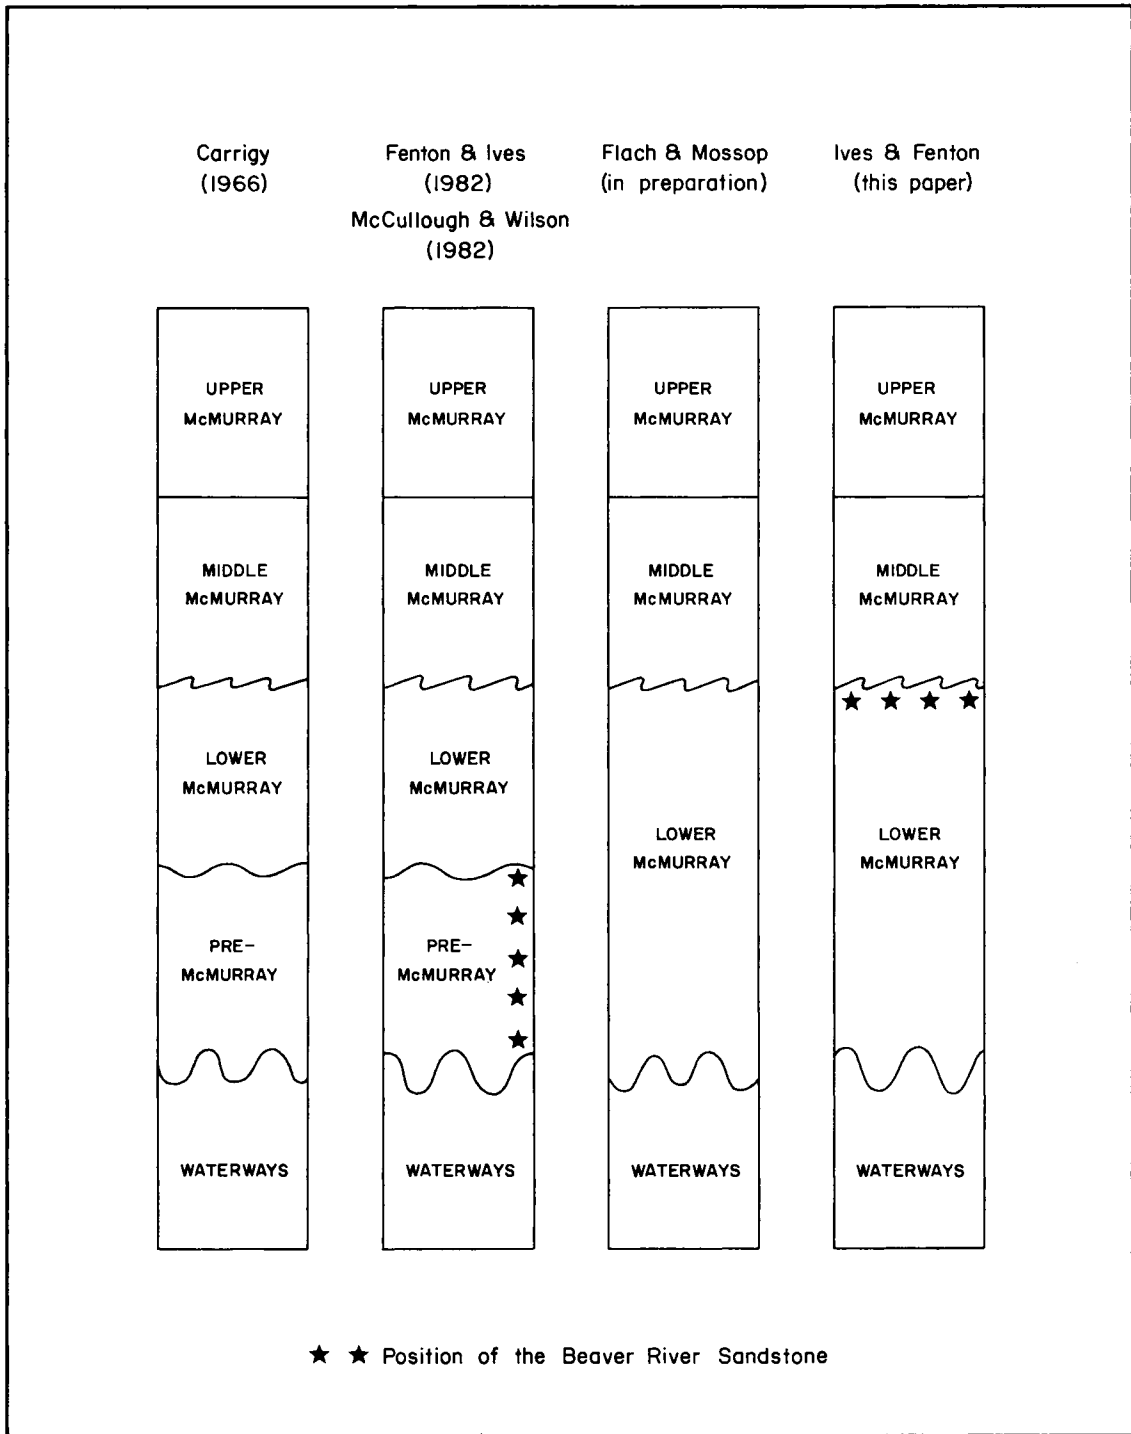 Carrigy
(1966)
Fenton & Ives
(1982)
McCullough & Wilson
(1982)
Flach & Mossop
(in preparation)
Ives & Fenton
(this paper)
UPPER
McMURRAY
MIDDLE
McMURRAY
LOWER
McMURRAY
PRE-
McMURRAY
WATERWAYS
UPPER
McMURRAY
MIDDLE
McMURRAY
LOWER
McMURRAY
PRE-
McMURRAY
WATERWAYS
UPPER
McMURRAY
MIDDLE
McMURRAY
LOWER
McMURRAY
WATERWAYS
UPPER
McMURRAY
MIDDLE
McMURRAY
LOWER
McMURRAY
WATERWAYS
★ ★ Position of the Beaver River Sandstone